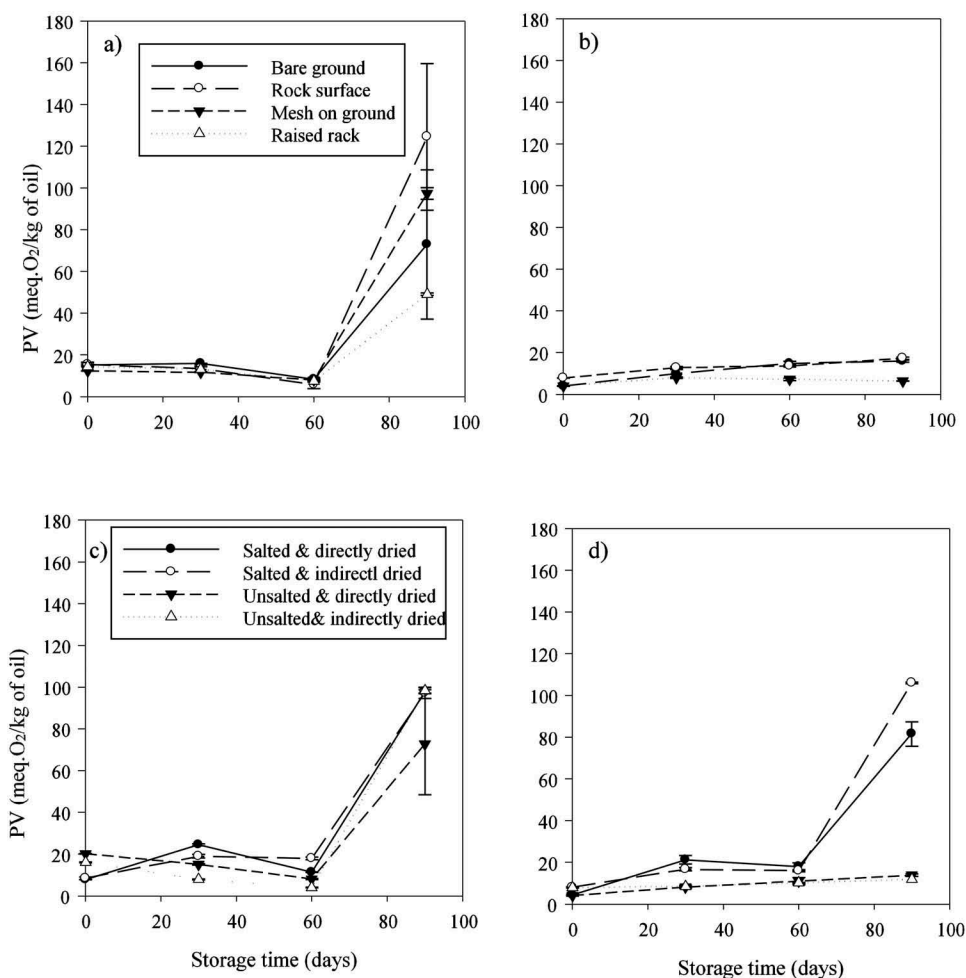 a)
Bare ground
Rock surface
Mesh on ground
Raised rack
PV (meq.O₂/kg of oil)
180
160
140
120
100
80
60
40
20
0
0 20 40 60 80 100
b)
180
160
140
120
100
80
60
40
20
0
0 20 40 60 80 100
c)
Salted & directly dried
Salted & indirectl dried
Unsalted & directly dried
Unsalted& indirectly dried
PV (meq.O₂/kg of oil)
180
160
140
120
100
80
60
40
20
0
0 20 40 60 80 100
Storage time (days)
d)
180
160
140
120
100
80
60
40
20
0
0 20 40 60 80 100
Storage time (days)